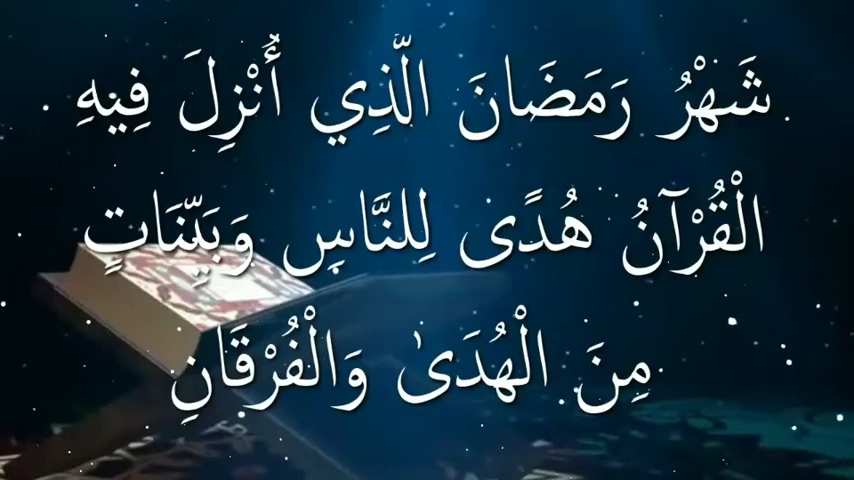 شَهْرُ رَمَضَانَ الَّذِي أُنْزِلَ فِيهِ
الْقُرْآنُ هُدًى لِلنَّاسِ وَبَيِّنَاتٍ
مِنَ الْهُدَىٰ وَالْفُرْقَانِ